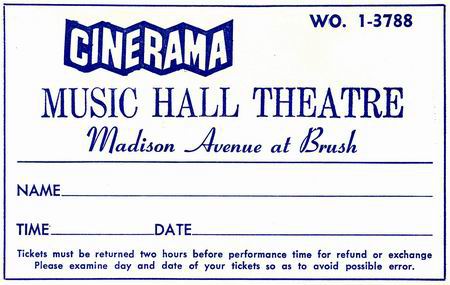 WO. 1-3788
CINERAMA
MUSIC HALL THEATRE
Madison Avenue at Brush
NAME
TIME DATE
Tickets must be returned two hours before performance time for refund or exchange
Please examine day and date of your tickets so as to avoid possible error.